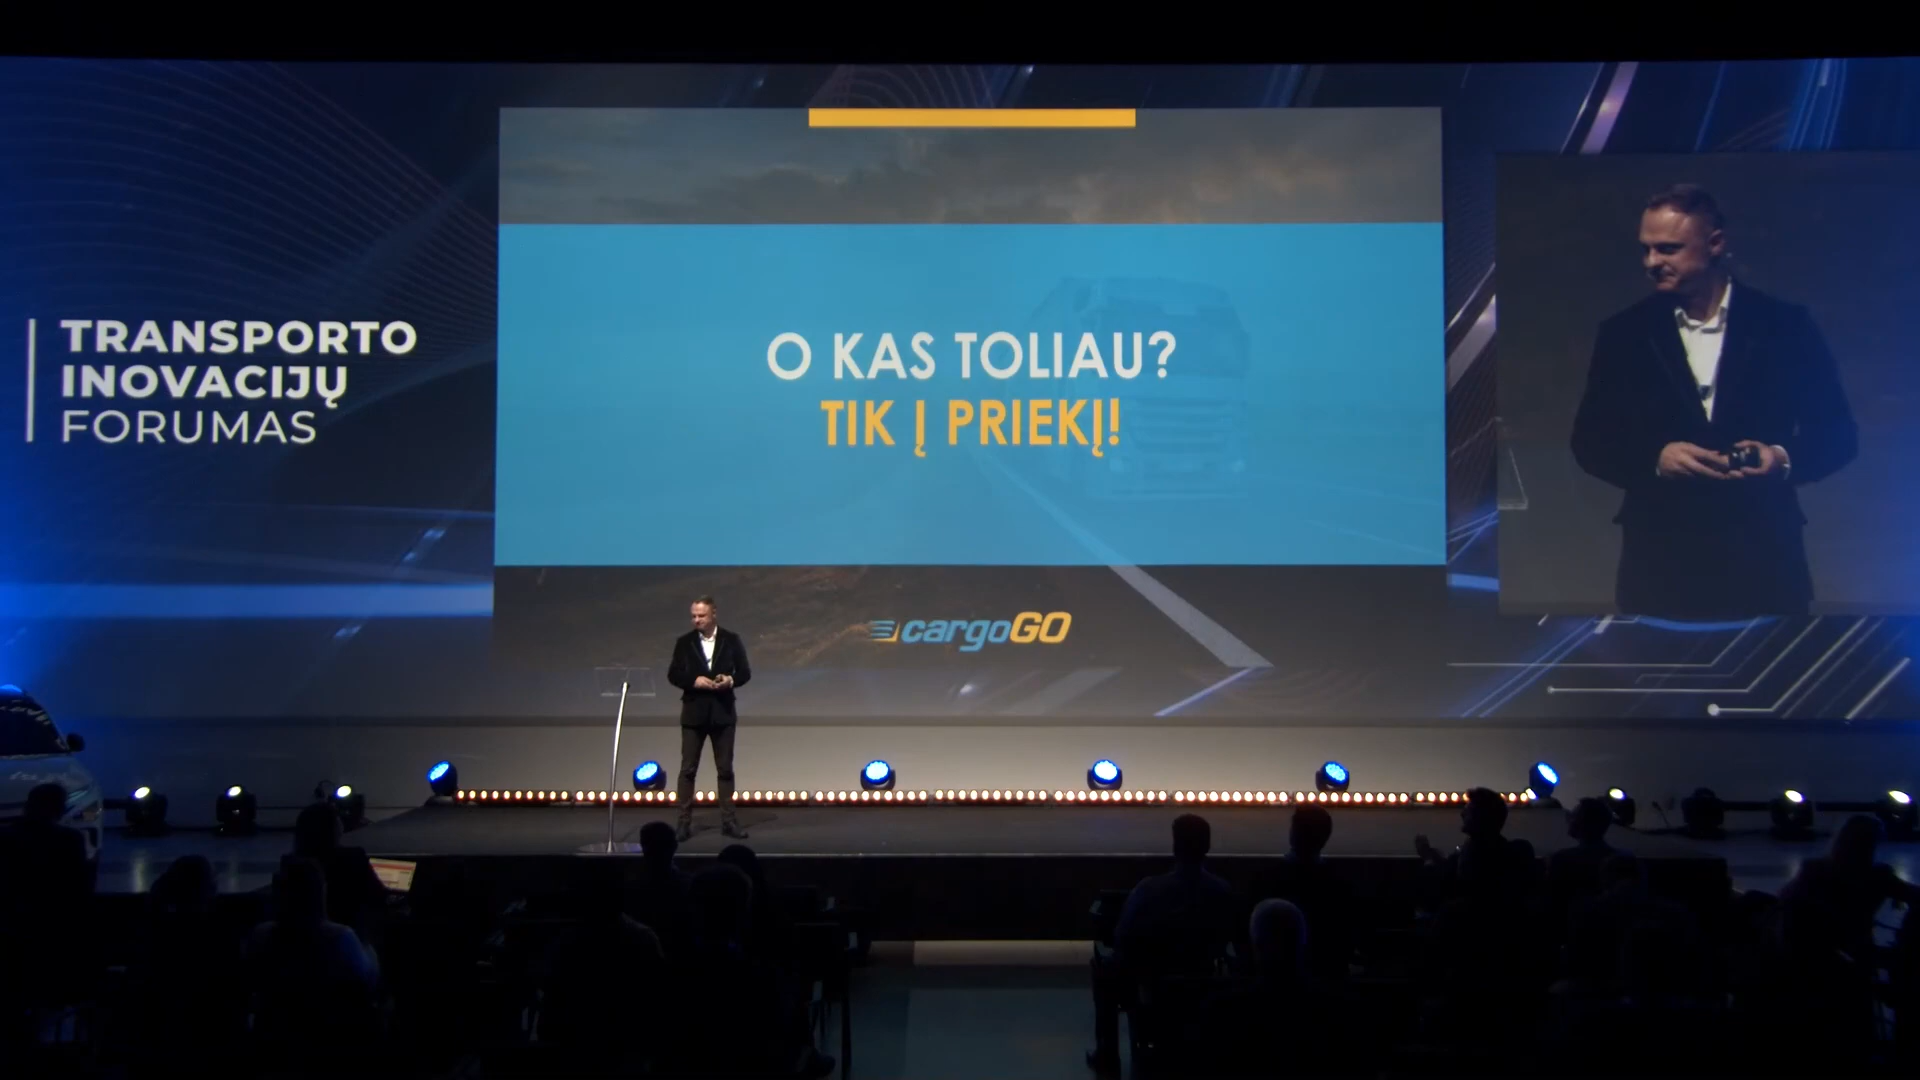 TRANSPORTO
INOVACIJŲ
FORUMAS
O KAS TOLIAU?
TIK Į PRIEKĮ!
cargoGO